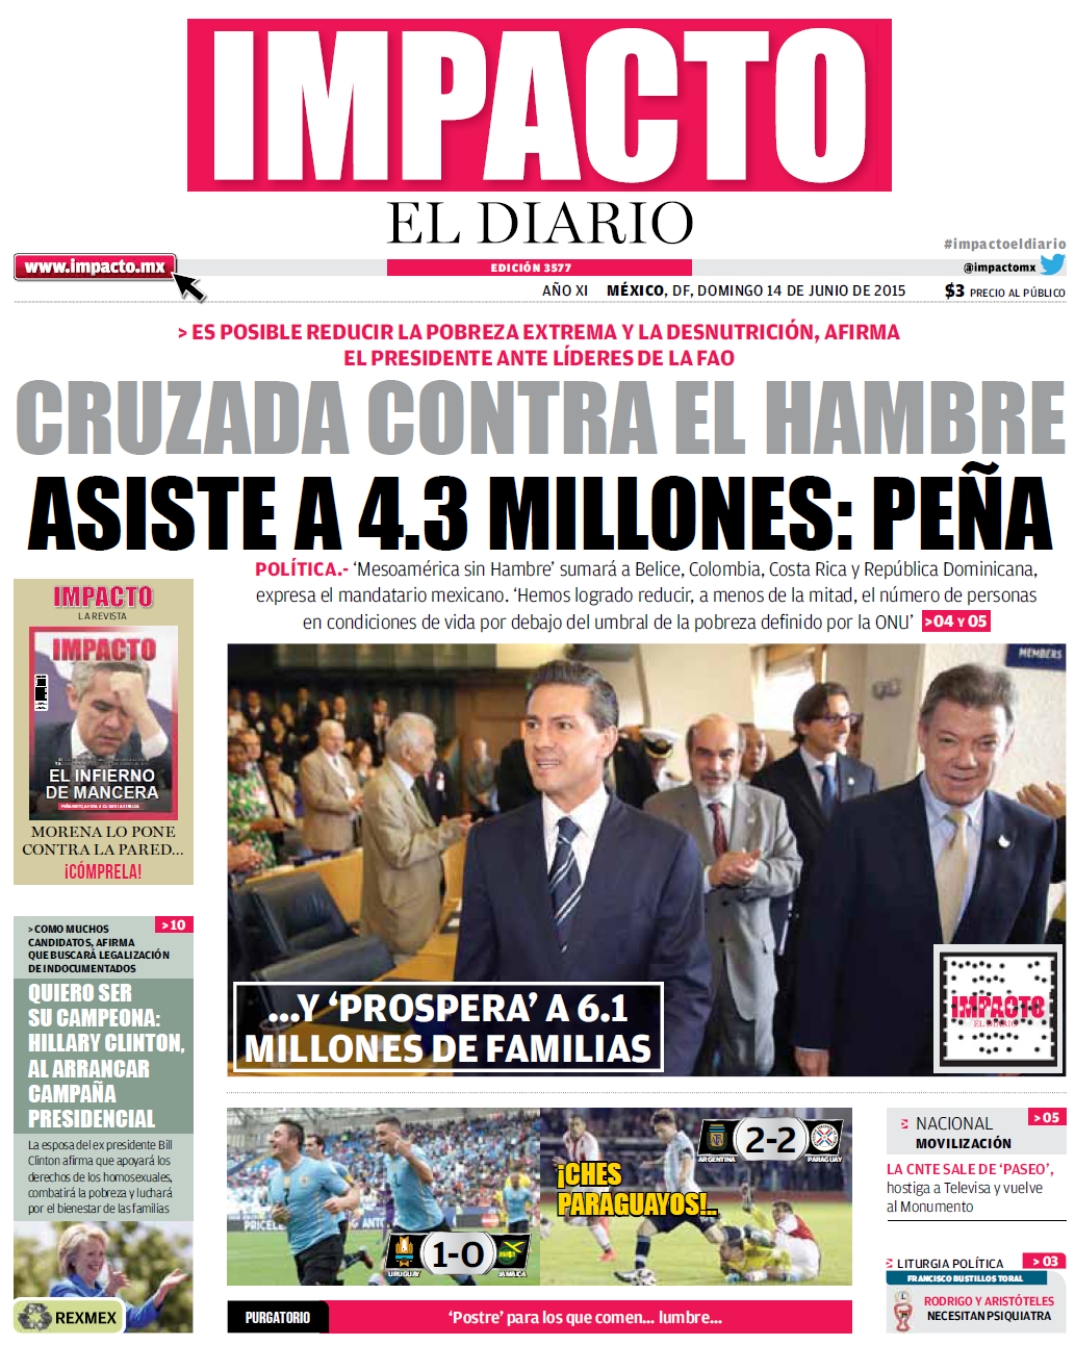 IMPACTO
EL DIARIO
#impactoeldiario
www.impacto.mx
EDICIÓN 3577
@impactomx
AÑO XI MÉXICO, DF, DOMINGO 14 DE JUNIO DE 2015 $3 PRECIO AL PÚBLICO
> ES POSIBLE REDUCIR LA POBREZA EXTREMA Y LA DESNUTRICIÓN, AFIRMA
EL PRESIDENTE ANTE LÍDERES DE LA FAO
CRUZADA CONTRA EL HAMBRE
ASISTE A 4.3 MILLONES: PEÑA
POLÍTICA.- ‘Mesoamérica sin Hambre’ sumará a Belice, Colombia, Costa Rica y República Dominicana,
expresa el mandatario mexicano. ‘Hemos logrado reducir, a menos de la mitad, el número de personas
en condiciones de vida por debajo del umbral de la pobreza definido por la ONU’ >04 Y 05
IMPACTO
LA REVISTA
IMPACTO
EL INFIERNO
DE MANCERA
MORENA LO PONE
CONTRA LA PARED...
¡CÓMPRELA!
MEMBERS
...Y ‘PROSPERA’ A 6.1
MILLONES DE FAMILIAS
IMPACTO
EL DIARIO
>10
> COMO MUCHOS
CANDIDATOS, AFIRMA
QUE BUSCARÁ LEGALIZACIÓN
DE INDOCUMENTADOS
QUIERO SER
SU CAMPEONA:
HILLARY CLINTON,
AL ARRANCAR
CAMPAÑA
PRESIDENCIAL
La esposa del ex presidente Bill
Clinton afirma que apoyará los
derechos de los homosexuales,
combatirá la pobreza y luchará
por el bienestar de las familias
REXMEX
1-0
URUGUAY JAMAICA
2-2
ARGENTINA PARAGUAY
¡CHES
PARAGUAYOS!..
PURGATORIO ‘Postre’ para los que comen... lumbre...
>05
NACIONAL
MOVILIZACIÓN
LA CNTE SALE DE ‘PASEO’,
hostiga a Televisa y vuelve
al Monumento
LITURGIA POLÍTICA >03
FRANCISCO BUSTILLOS TORAL
RODRIGO Y ARISTÓTELES
NECESITAN PSIQUIATRA